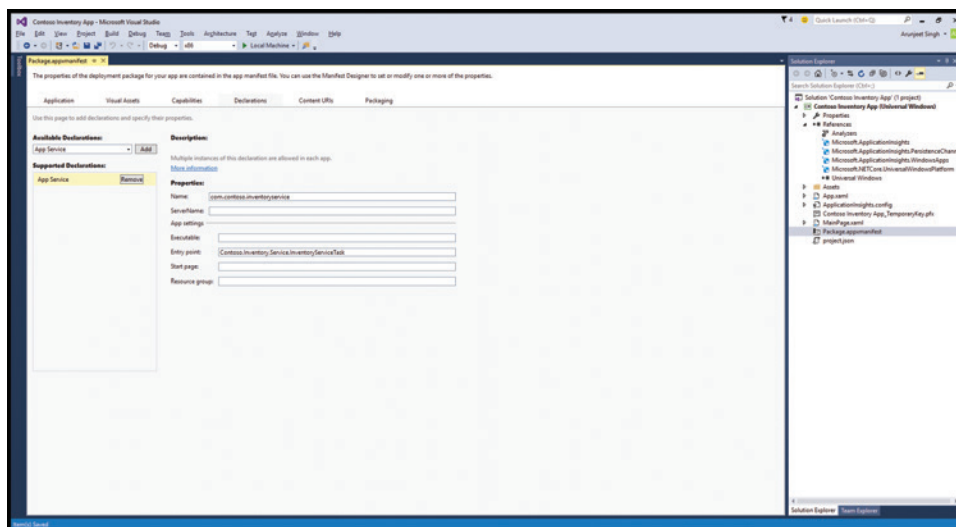 Contoso Inventory App - Microsoft Visual Studio
4
Quick Launch (Ctrl+Q)
File Edit View Project Build Debug Team Tools Architecture Test Analyze Window Help
Arunjeet Singh
Debug x86 Local Machine
Toolbox
Package.appxmanifest
The properties of the deployment package for your app are contained in the app manifest file. You can use the Manifest Designer to set or modify one or more of the properties.
Application Visual Assets Capabilities Declarations Content URIs Packaging
Use this page to add declarations and specify their properties.
Available Declarations:
App Service Add
Supported Declarations:
App Service Remove
Description:
Multiple instances of this declaration are allowed in each app.
More information
Properties:
Name: com.contoso.inventoryservice
ServerName:
App settings
Executable:
Entry point: Contoso.Inventory.Service.InventoryServiceTask
Start page:
Resource group:
Solution Explorer
Search Solution Explorer (Ctrl+;)
Solution 'Contoso Inventory App' (1 project)
Contoso Inventory App (Universal Windows)
Properties
References
Analyzers
Microsoft.ApplicationInsights
Microsoft.ApplicationInsights.PersistenceChann
Microsoft.ApplicationInsights.WindowsApps
Microsoft.NETCore.UniversalWindowsPlatform
Universal Windows
Assets
App.xaml
ApplicationInsights.config
Contoso Inventory App_TemporaryKey.pfx
MainPage.xaml
Package.appxmanifest
project.json
Solution Explorer Team Explorer
Item(s) Saved